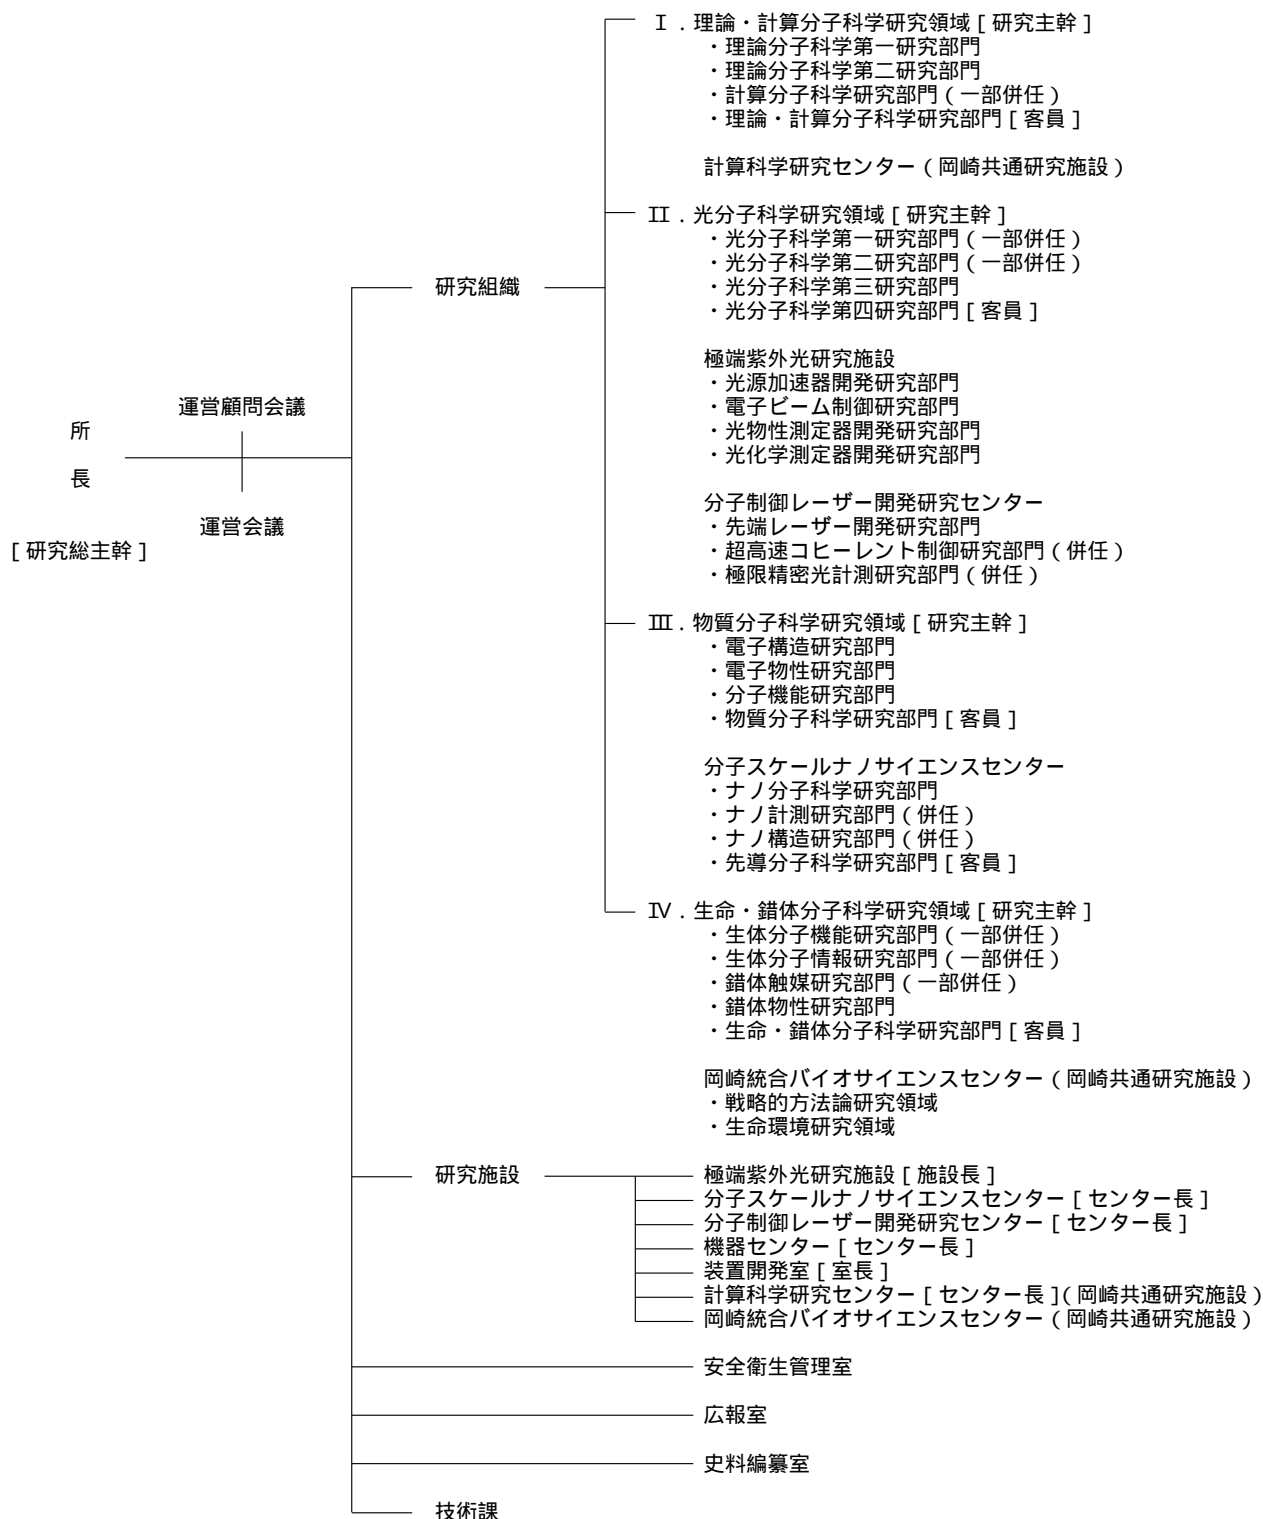 Ⅰ．理論・計算分子科学研究領域［研究主幹］
・理論分子科学第一研究部門
・理論分子科学第二研究部門
・計算分子科学研究部門（一部併任）
・理論・計算分子科学研究部門［客員］
計算科学研究センター（岡崎共通研究施設）
Ⅱ．光分子科学研究領域［研究主幹］
・光分子科学第一研究部門（一部併任）
・光分子科学第二研究部門（一部併任）
研究組織
・光分子科学第三研究部門
・光分子科学第四研究部門［客員］
極端紫外光研究施設
・光源加速器開発研究部門
・電子ビーム制御研究部門
・光物性測定器開発研究部門
・光化学測定器開発研究部門
運営顧問会議
所
長
運営会議
［研究総主幹］
分子制御レーザー開発研究センター
・先端レーザー開発研究部門
・超高速コヒーレント制御研究部門（併任）
・極限精密光計測研究部門（併任）
Ⅲ．物質分子科学研究領域［研究主幹］
・電子構造研究部門
・電子物性研究部門
・分子機能研究部門
・物質分子科学研究部門［客員］
分子スケールナノサイエンスセンター
・ナノ分子科学研究部門
・ナノ計測研究部門（併任）
・ナノ構造研究部門（併任）
・先導分子科学研究部門［客員］
Ⅳ．生命・錯体分子科学研究領域［研究主幹］
・生体分子機能研究部門（一部併任）
・生体分子情報研究部門（一部併任）
・錯体触媒研究部門（一部併任）
・錯体物性研究部門
・生命・錯体分子科学研究部門［客員］
岡崎統合バイオサイエンスセンター（岡崎共通研究施設）
・戦略的方法論研究領域
・生命環境研究領域
研究施設
極端紫外光研究施設［施設長］
分子スケールナノサイエンスセンター［センター長］
分子制御レーザー開発研究センター［センター長］
機器センター［センター長］
装置開発室［室長］
計算科学研究センター［センター長］（岡崎共通研究施設）
岡崎統合バイオサイエンスセンター（岡崎共通研究施設）
安全衛生管理室
広報室
史料編纂室
技術課